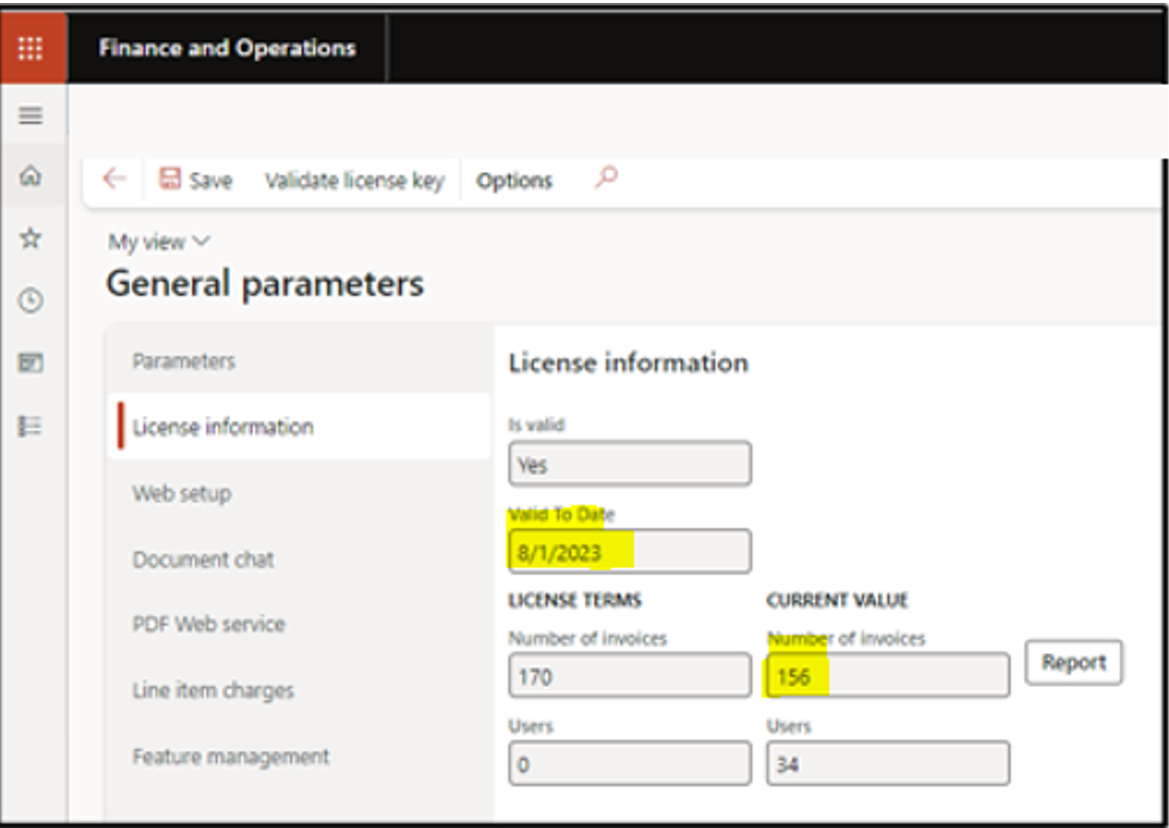 Finance and Operations
Save Validate license key Options
My view
General parameters
Parameters
License information
Web setup
Document chat
PDF Web service
Line item charges
Feature management
License information
Is valid
Yes
Valid To Date
8/1/2023
LICENSE TERMS CURRENT VALUE
Number of invoices Number of invoices
170 156 Report
Users Users
0 34